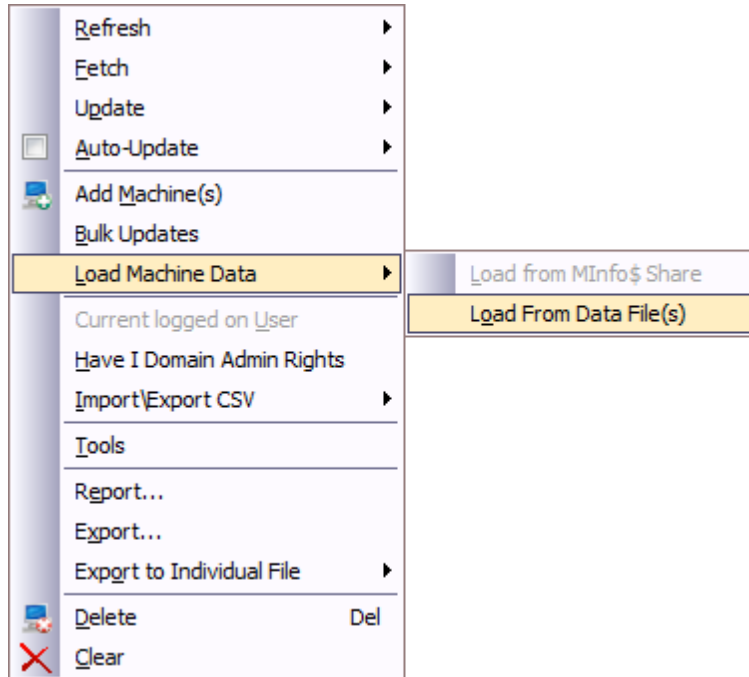 Refresh
Fetch
Update
Auto-Update
Add Machine(s)
Bulk Updates
Load Machine Data
Load from MInfo$ Share
Load From Data File(s)
Current logged on User
Have I Domain Admin Rights
Import\Export CSV
Tools
Report...
Export...
Export to Individual File
Delete Del
Clear